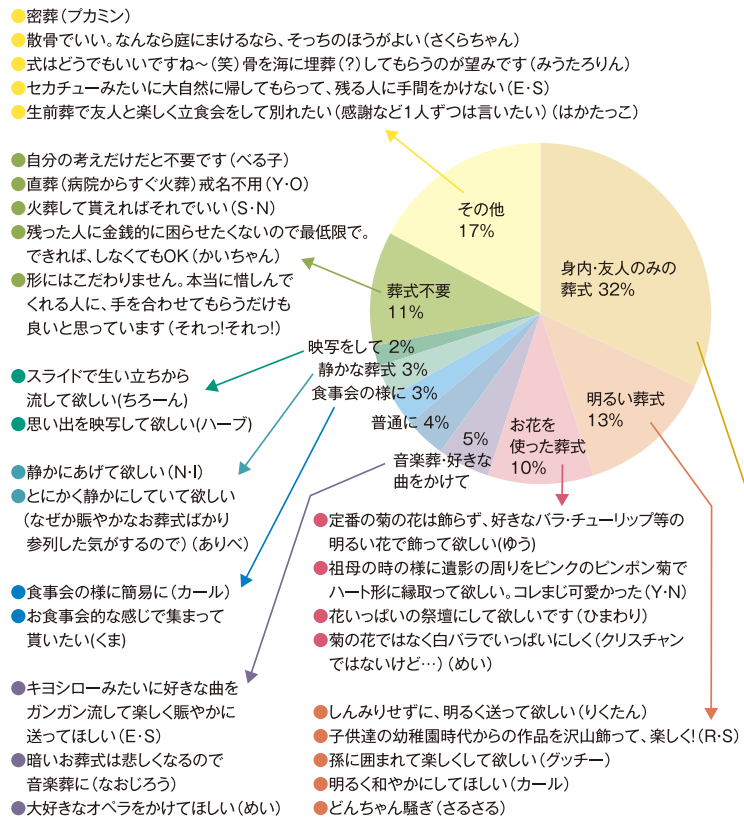 ●密葬(プカミン)
●散骨でいい。なんなら庭にまけるなら、そっちのほうがよい(さくらちゃん)
●式はどうでもいいですね〜(笑)骨を海に埋葬(?)してもらうのが望みです(みうたろりん)
●セカチューみたいに大自然に帰してもらって、残る人に手間をかけない(E・S)
●生前葬で友人と楽しく立食会をして別れたい(感謝など1人ずつは言いたい)(はかたっこ)
●自分の考えだけだと不要です(べる子)
●直葬(病院からすぐ火葬)戒名不用(Y・O)
●火葬して貰えればそれでいい(S・N)
●残った人に金銭的に困らせたくないので最低限で。
できれば、しなくてもOK(かいちゃん)
●形にはこだわりません。本当に惜しんで
くれる人に、手を合わせてもらうだけも
良いと思っています(それっ!それっ!)
その他
17%
身内・友人のみの
葬式 32%
葬式不要
11%
映写をして 2%
静かな葬式 3%
食事会の様に 3%
普通に 4%
5%
音楽葬・好きな
曲をかけて
お花を
使った葬式
10%
明るい葬式
13%
●スライドで生い立ちから
流して欲しい(ちろーん)
●思い出を映写して欲しい(ハーブ)
●静かにあげて欲しい(N・I)
●とにかく静かにしていて欲しい
(なぜか賑やかなお葬式ばかり
参列した気がするので)(ありべ)
●食事会の様に簡易に(カール)
●お食事会的な感じで集まって
貰いたい(くま)
●キヨシローみたいに好きな曲を
ガンガン流して楽しく賑やかに
送ってほしい(E・S)
●暗いお葬式は悲しくなるので
音楽葬に(なおじろう)
●大好きなオペラをかけてほしい(めい)
●定番の菊の花は飾らず、好きなバラ・チューリップ等の
明るい花で飾って欲しい(ゆう)
●祖母の時の様に遺影の周りをピンクのピンポン菊で
ハート形に縁取って欲しい。コレまじ可愛かった(Y・N)
●花いっぱいの祭壇にして欲しいです(ひまわり)
●菊の花ではなく白バラでいっぱいにしく(クリスチャン
ではないけど…)(めい)
●しんみりせずに、明るく送って欲しい(りくたん)
●子供達の幼稚園時代からの作品を沢山飾って、楽しく!(R・S)
●孫に囲まれて楽しくして欲しい(グッチー)
●明るく和やかにしてほしい(カール)
●どんちゃん騒ぎ(さるさる)